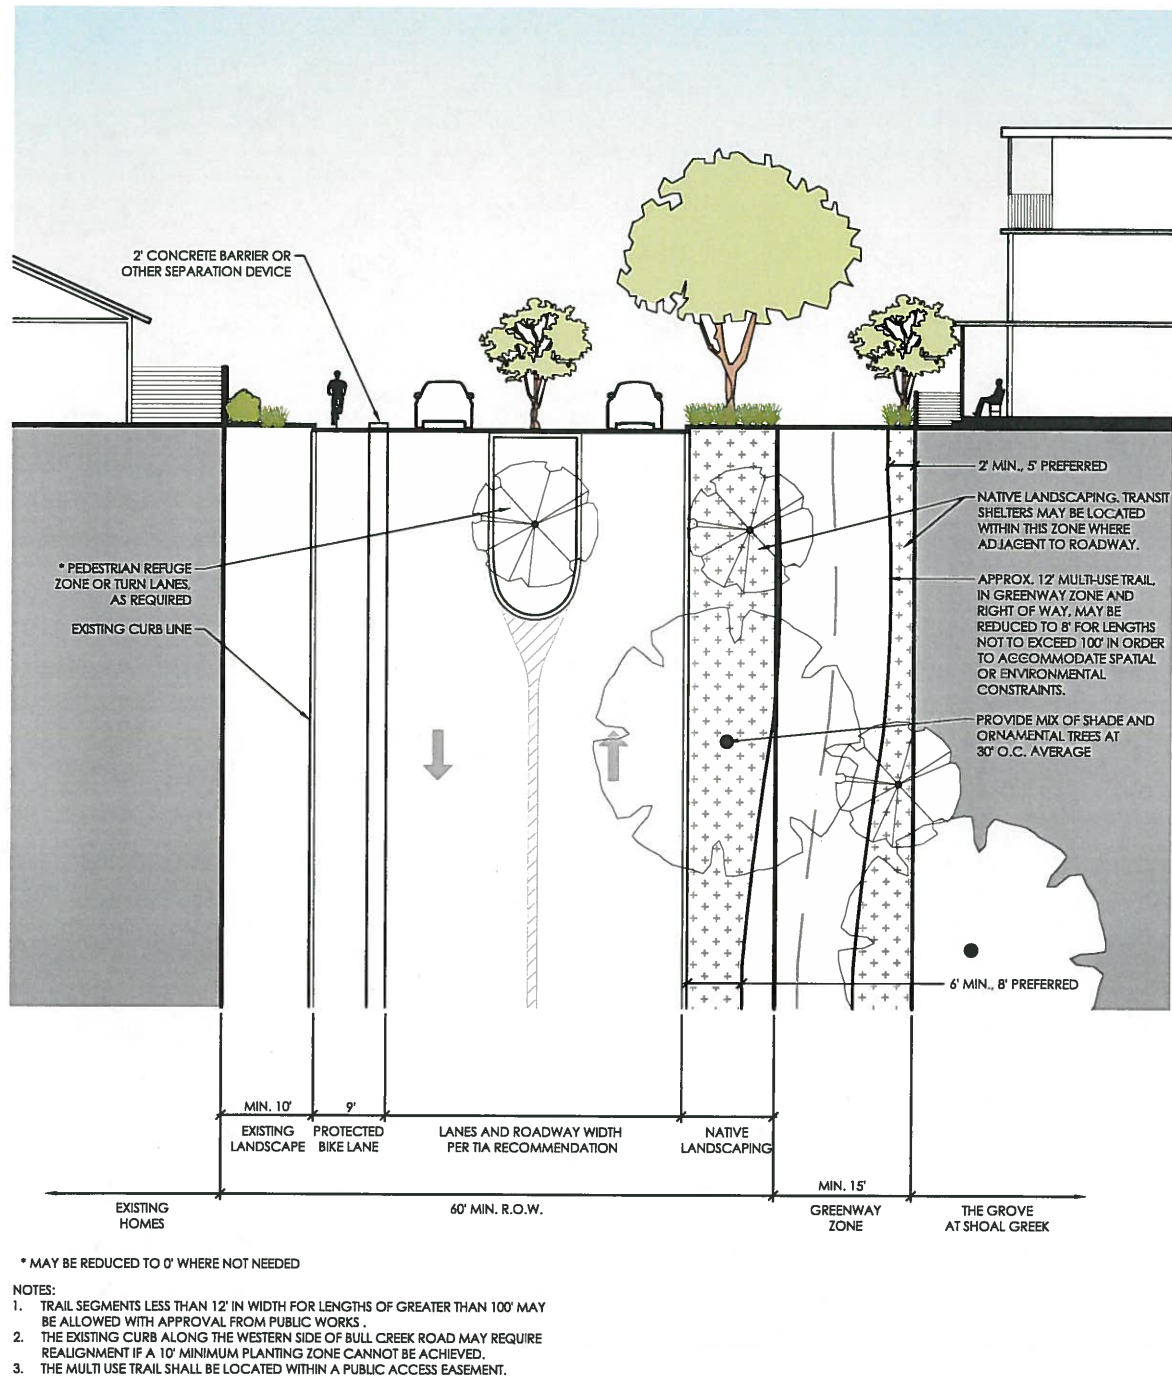 2' CONCRETE BARRIER OR
OTHER SEPARATION DEVICE
2' MIN., 5' PREFERRED
NATIVE LANDSCAPING. TRANSIT
SHELTERS MAY BE LOCATED
WITHIN THIS ZONE WHERE
ADJACENT TO ROADWAY.
* PEDESTRIAN REFUGE
ZONE OR TURN LANES,
AS REQUIRED
EXISTING CURB LINE
APPROX. 12' MULTI-USE TRAIL,
IN GREENWAY ZONE AND
RIGHT OF WAY, MAY BE
REDUCED TO 8' FOR LENGTHS
NOT TO EXCEED 100' IN ORDER
TO ACCOMMODATE SPATIAL
OR ENVIRONMENTAL
CONSTRAINTS.
PROVIDE MIX OF SHADE AND
ORNAMENTAL TREES AT
30' O.C. AVERAGE
6' MIN., 8' PREFERRED
MIN. 10'
9'
EXISTING
LANDSCAPE
PROTECTED
BIKE LANE
LANES AND ROADWAY WIDTH
PER TIA RECOMMENDATION
NATIVE
LANDSCAPING
MIN. 15'
EXISTING
HOMES
60' MIN. R.O.W.
GREENWAY
ZONE
THE GROVE
AT SHOAL CREEK
* MAY BE REDUCED TO 0' WHERE NOT NEEDED
NOTES:
1. TRAIL SEGMENTS LESS THAN 12' IN WIDTH FOR LENGTHS OF GREATER THAN 100' MAY
BE ALLOWED WITH APPROVAL FROM PUBLIC WORKS .
2. THE EXISTING CURB ALONG THE WESTERN SIDE OF BULL CREEK ROAD MAY REQUIRE
REALIGNMENT IF A 10' MINIMUM PLANTING ZONE CANNOT BE ACHIEVED.
3. THE MULTI USE TRAIL SHALL BE LOCATED WITHIN A PUBLIC ACCESS EASEMENT.